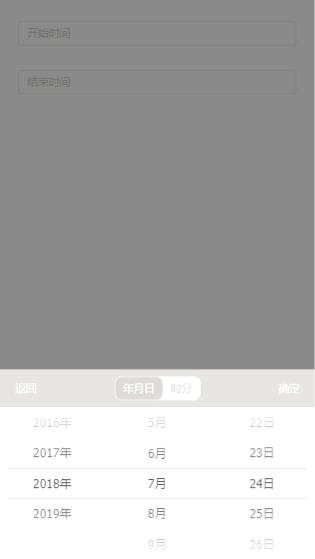 开始时间
结束时间
返回 年月日 时分 确定
2016年 5月 22日
2017年 6月 23日
2018年 7月 24日
2019年 8月 25日
9月 26日